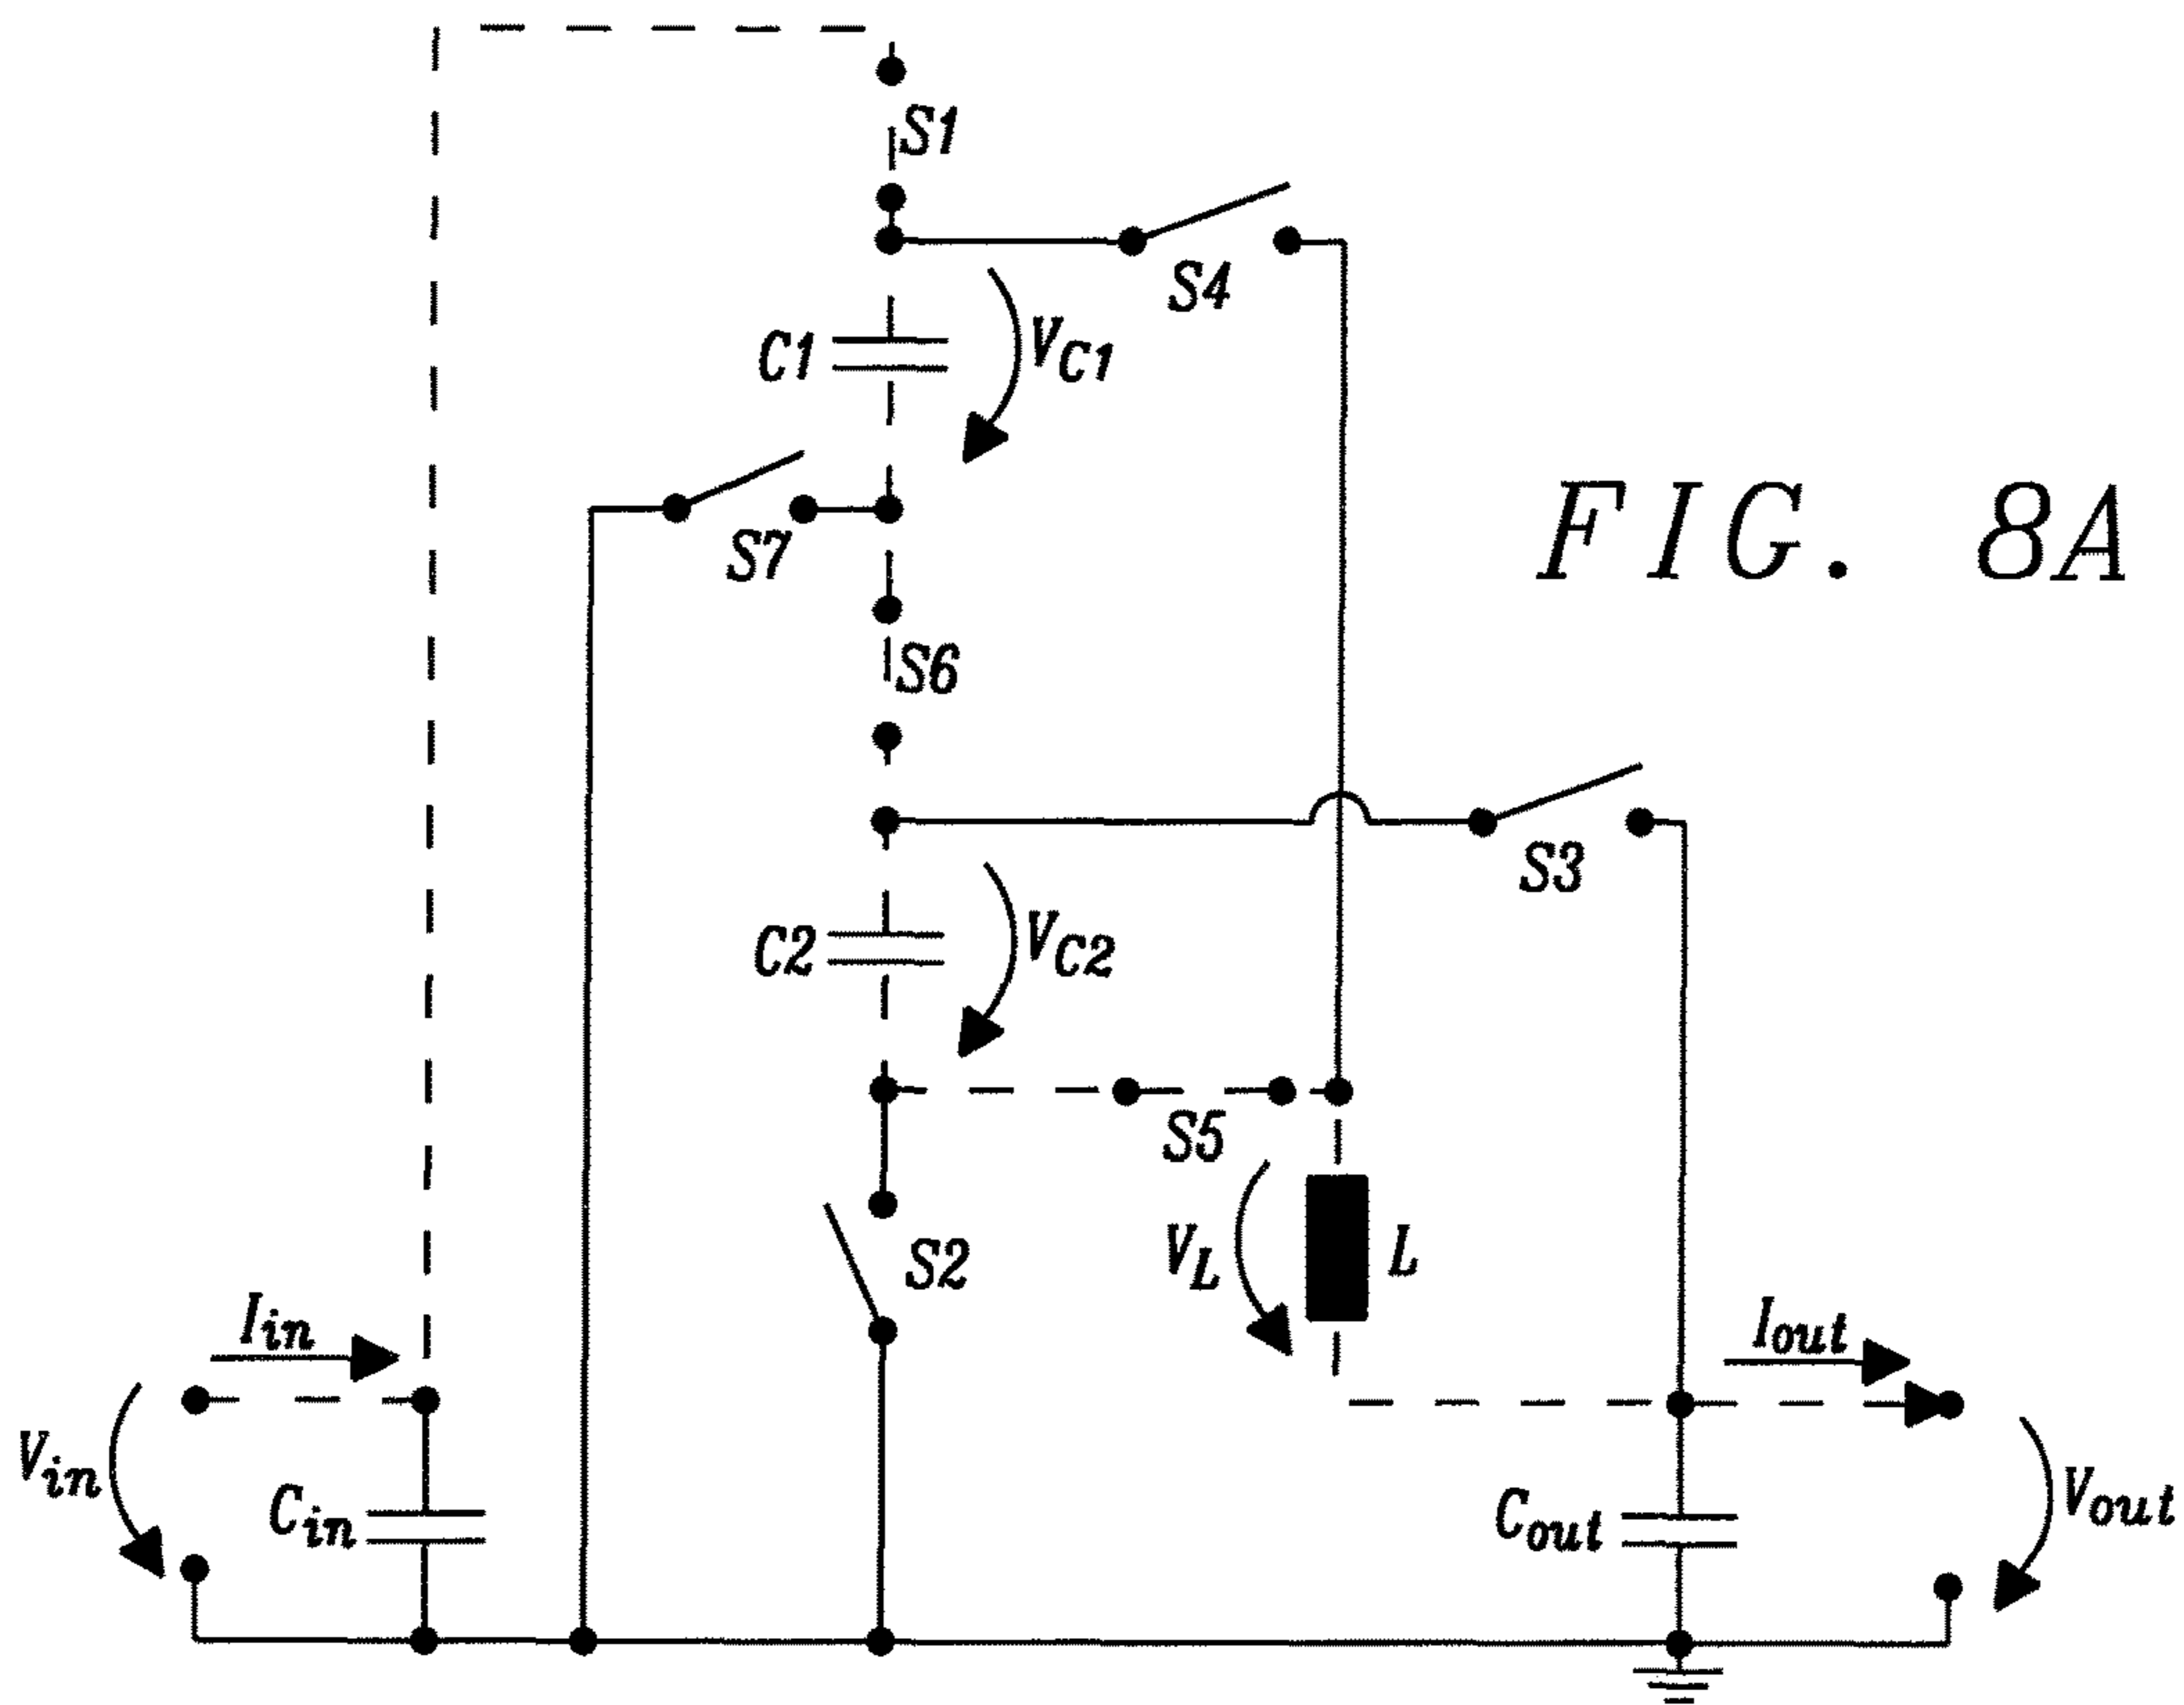 S1
S4
C1
VC1
S7
FIG. 8A
S6
S3
C2
VC2
S5
VL
L
S2
Iin
Iout
Vin
Cin
Cout
Vout